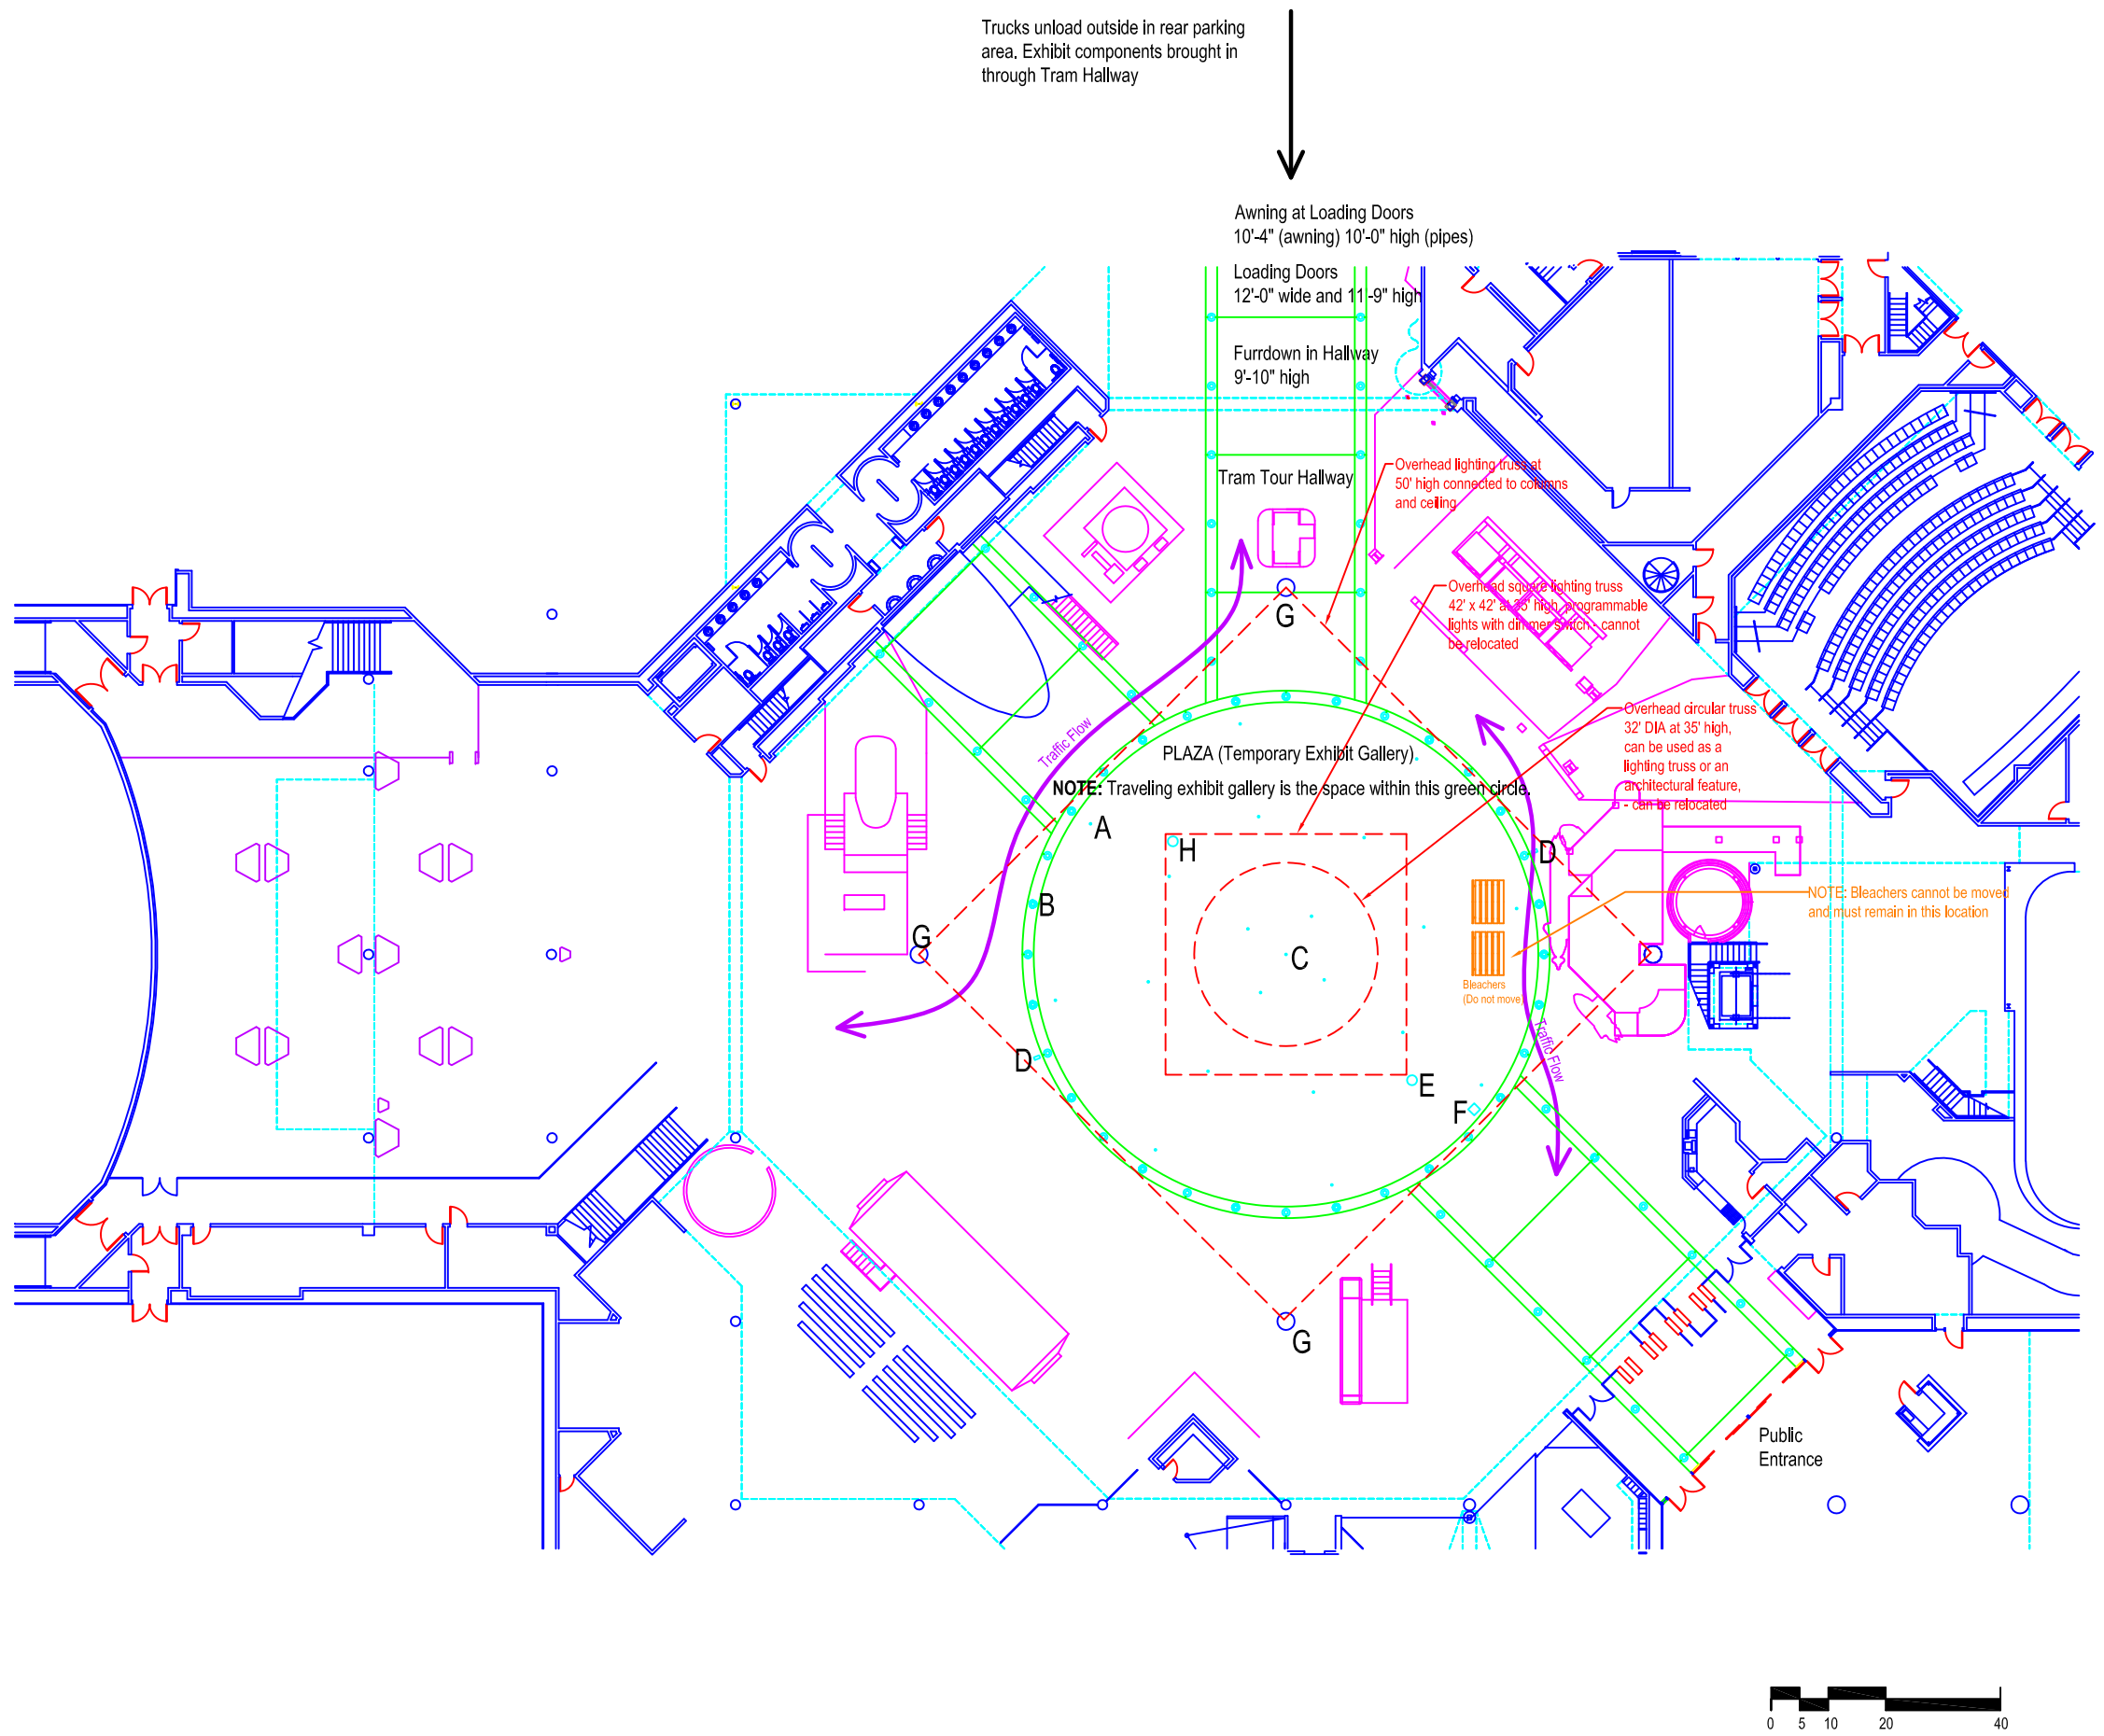 Trucks unload outside in rear parking
area. Exhibit components brought in
through Tram Hallway
Awning at Loading Doors
10'-4" (awning) 10'-0" high (pipes)
Loading Doors
12'-0" wide and 11'-9" high
Furrdown in Hallway
9'-10" high
Tram Tour Hallway
Overhead lighting truss at
50' high connected to columns
and ceiling
Overhead square lighting truss
42' x 42' at high, programmable
lights with dimmer switch - cannot
be relocated
G
Overhead circular truss
32' DIA at 35' high,
can be used as a
lighting truss or an
architectural feature,
- can be relocated
Traffic Flow
PLAZA (Temporary Exhibit Gallery)
NOTE: Traveling exhibit gallery is the space within this green circle.
A
H
D
B
NOTE: Bleachers cannot be moved
and must remain in this location
G
C
Bleachers
(Do not move)
Traffic Flow
D
E
F
G
Public
Entrance
0 5 10 20 40